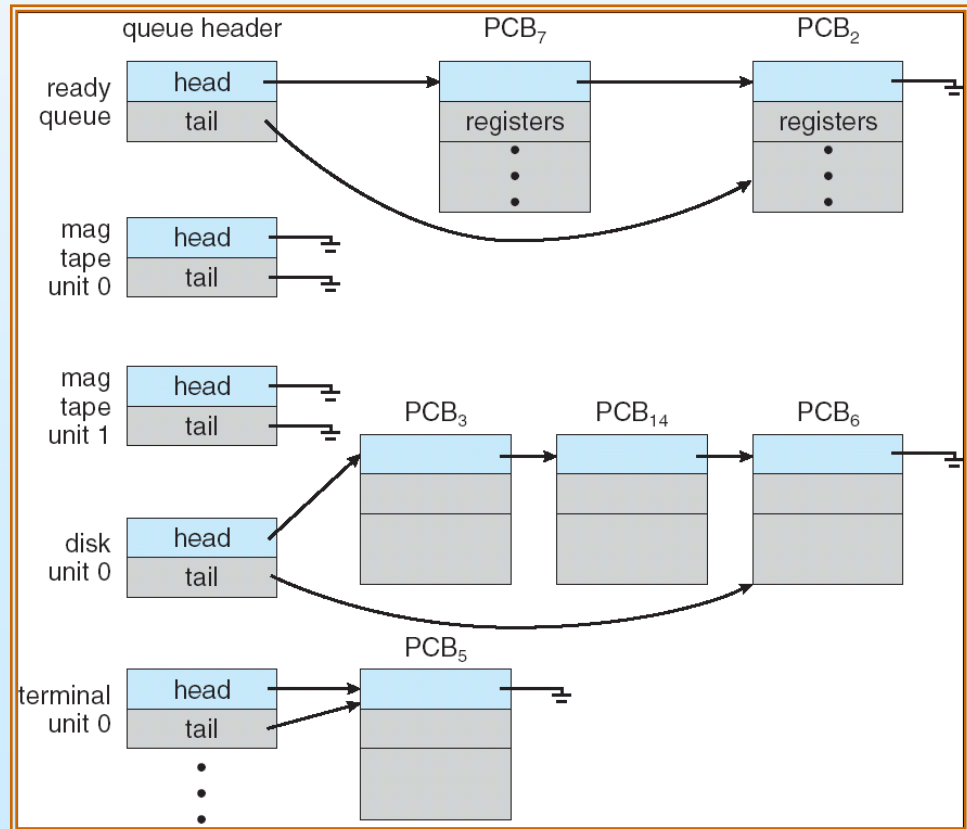 queue header
PCB₇
PCB₂
ready
queue
head
tail
registers
registers
mag
tape
unit 0
head
tail
mag
tape
unit 1
head
tail
PCB₃
PCB₁₄
PCB₆
disk
unit 0
head
tail
PCB₅
terminal
unit 0
head
tail